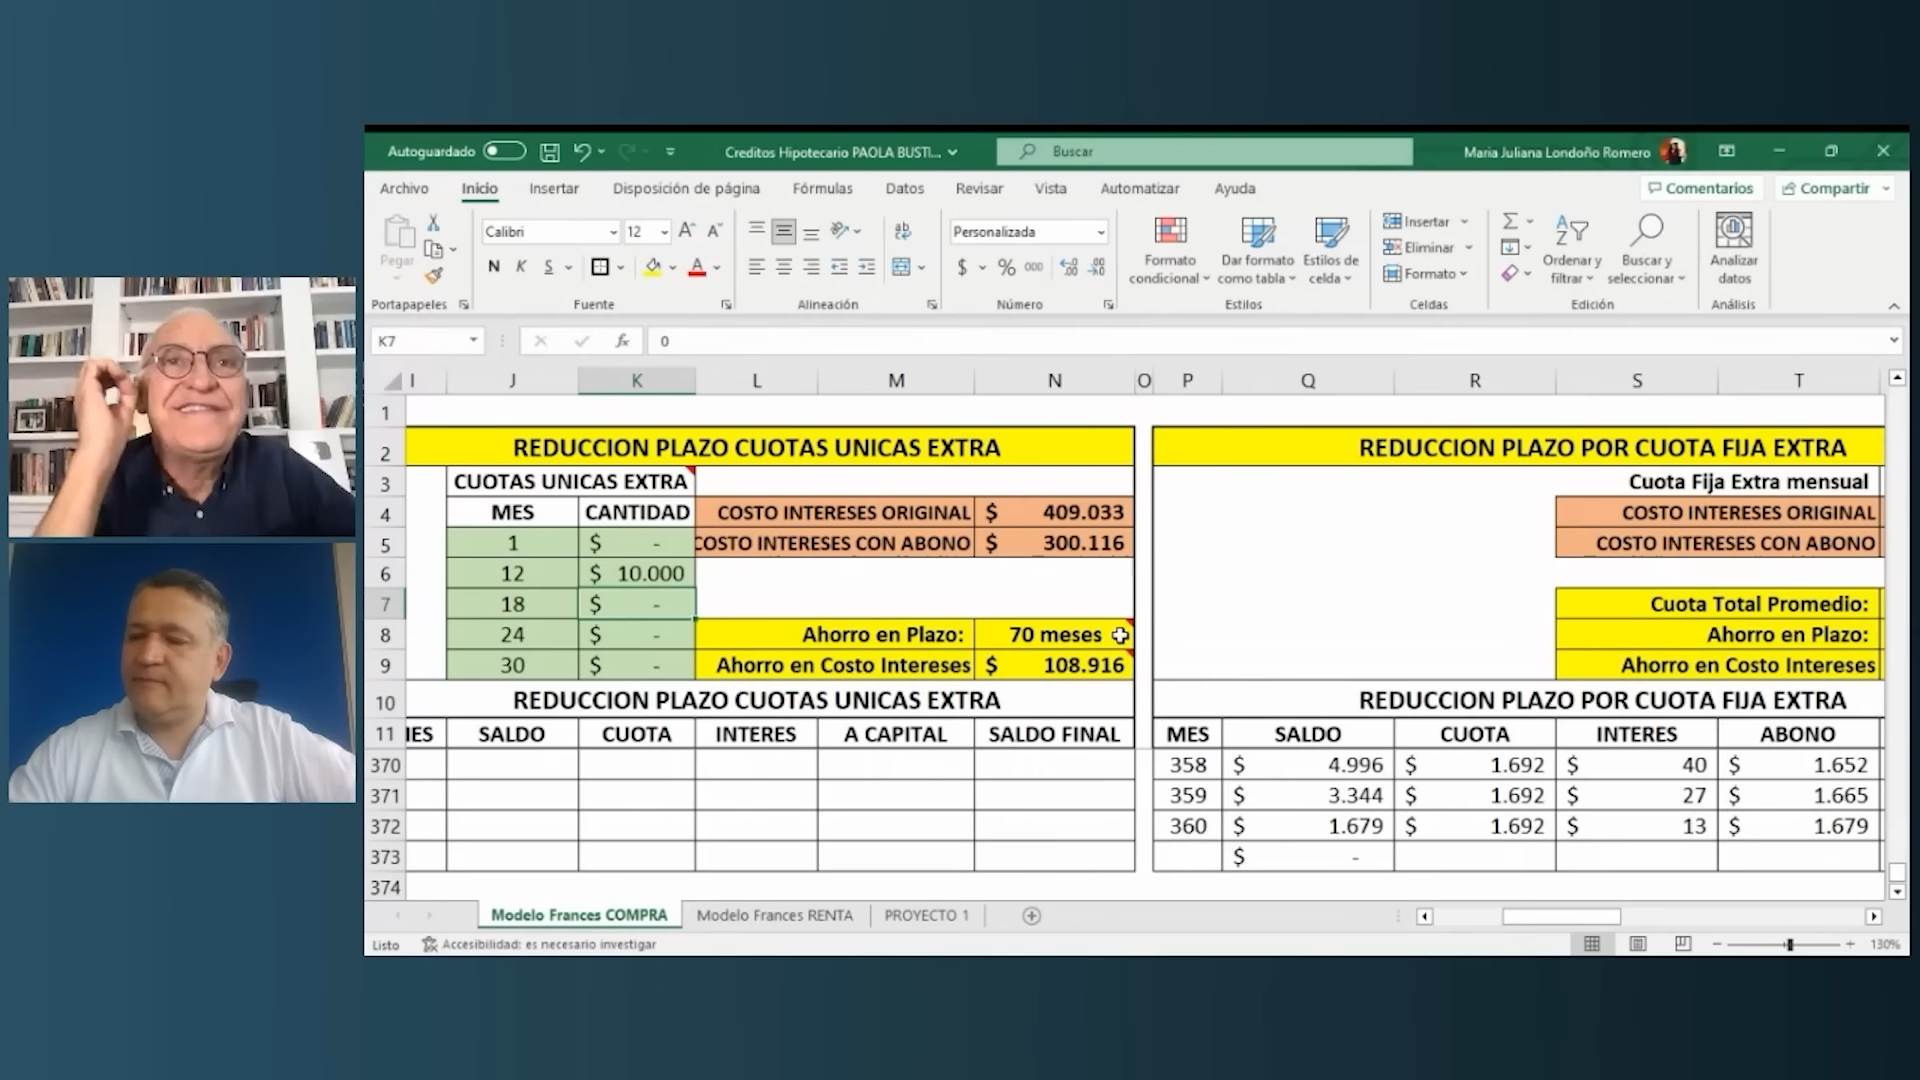 Autoguardado Creditos Hipotecario PAOLA BUSTI... Buscar Maria Juliana Londoño Romero
Archivo Inicio Insertar Disposición de página Fórmulas Datos Revisar Vista Automatizar Ayuda Comentarios Compartir
Pegar
Calibri 12
N K S
ab
Personalizada
$ % 000
Formato condicional
Dar formato como tabla
Estilos de celda
Insertar
Eliminar
Formato
Ordenar y filtrar
Buscar y seleccionar
Analizar datos
Portapapeles Fuente Alineación Número Estilos Celdas Edición Análisis
K7 fx 0
I J K L M N O P Q R S T
1
2 REDUCCION PLAZO CUOTAS UNICAS EXTRA REDUCCION PLAZO POR CUOTA FIJA EXTRA
3 CUOTAS UNICAS EXTRA Cuota Fija Extra mensual
4 MES CANTIDAD COSTO INTERESES ORIGINAL $ 409.033 COSTO INTERESES ORIGINAL
5 1 $ - COSTO INTERESES CON ABONO $ 300.116 COSTO INTERESES CON ABONO
6 12 $ 10.000
7 18 $ - Cuota Total Promedio:
8 24 $ - Ahorro en Plazo: 70 meses Ahorro en Plazo:
9 30 $ - Ahorro en Costo Intereses $ 108.916 Ahorro en Costo Intereses
10 REDUCCION PLAZO CUOTAS UNICAS EXTRA REDUCCION PLAZO POR CUOTA FIJA EXTRA
11 IES SALDO CUOTA INTERES A CAPITAL SALDO FINAL MES SALDO CUOTA INTERES ABONO
370 358 $ 4.996 $ 1.692 $ 40 $ 1.652
371 359 $ 3.344 $ 1.692 $ 27 $ 1.665
372 360 $ 1.679 $ 1.692 $ 13 $ 1.679
373 $ -
374
Modelo Frances COMPRA Modelo Frances RENTA PROYECTO 1
Listo Accesibilidad: es necesario investigar 130%